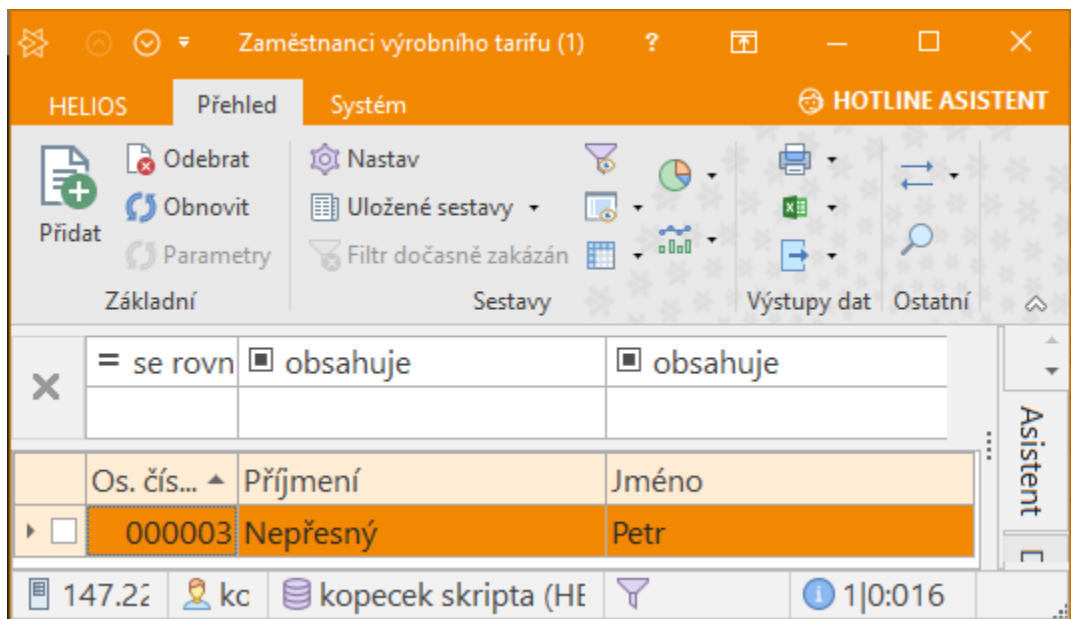 Zaměstnanci výrobního tarifu (1) ?
HELIOS Přehled Systém HOTLINE ASISTENT
Přidat
Odebrat
Obnovit
Parametry
Základní
Nastav
Uložené sestavy
Filtr dočasně zakázán
Sestavy
Výstupy dat
Ostatní
= se rovn obsahuje obsahuje
Os. čís... Příjmení Jméno
000003 Nepřesný Petr
Asistent
147.22 kc kopecek skripta (HE 1|0:016